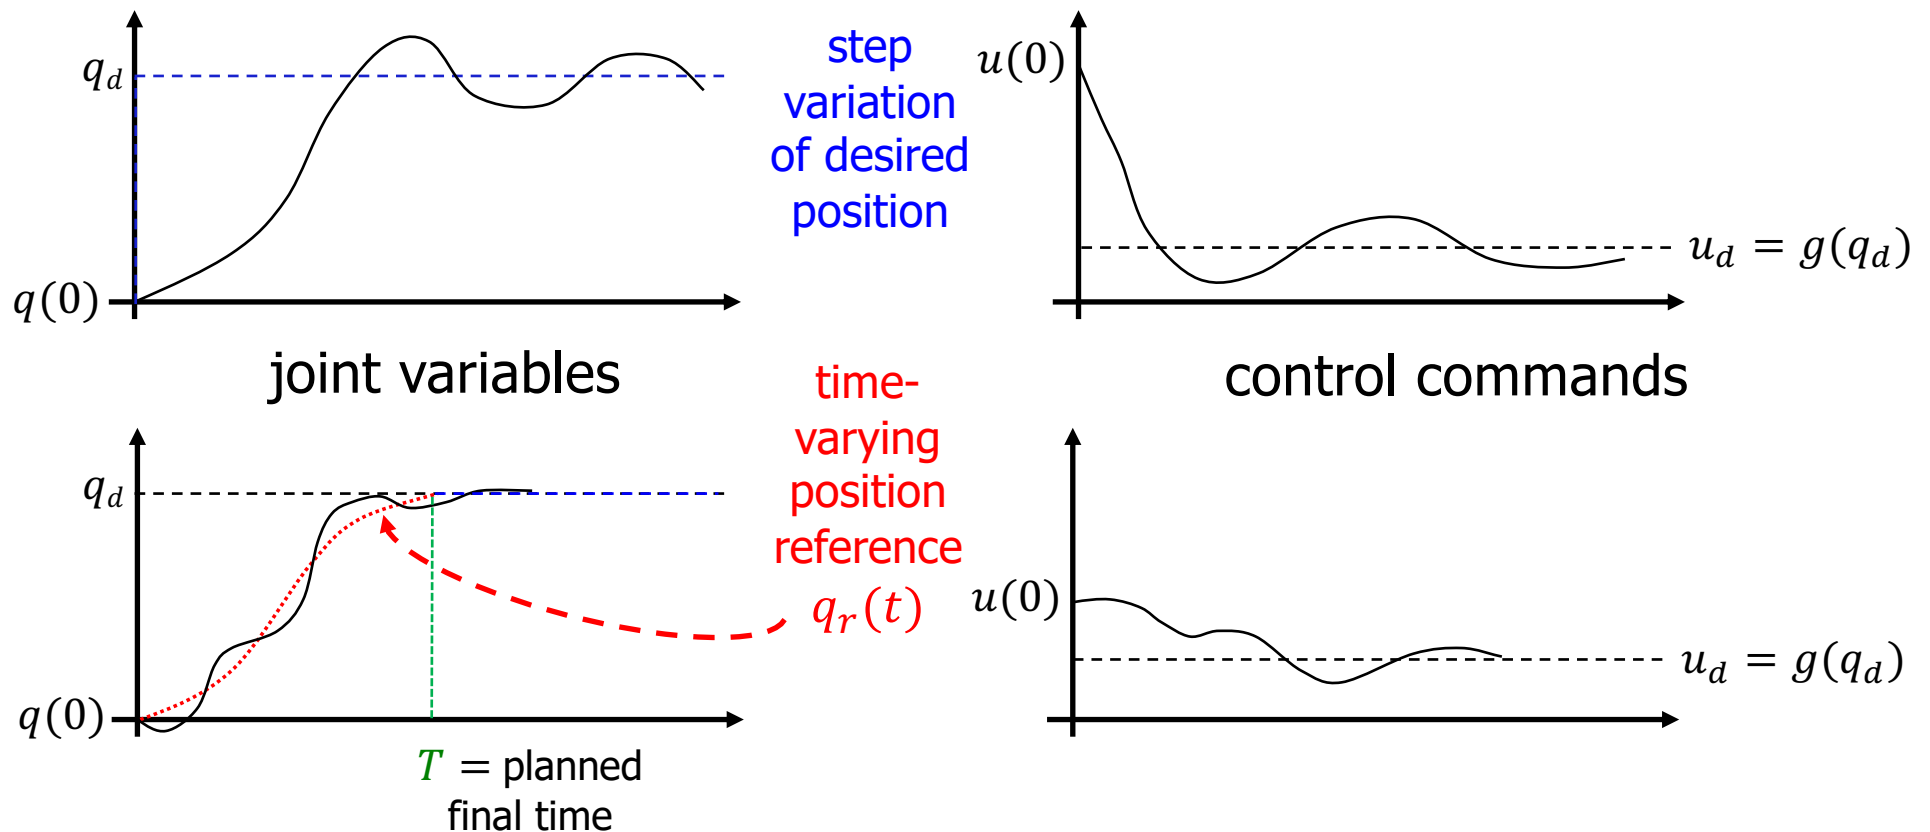 q_d
q(0)
step
variation
of desired
position
u(0)
u_d = g(q_d)
joint variables
control commands
q_d
q(0)
T = planned
final time
time-
varying
position
reference
q_r(t)
u(0)
u_d = g(q_d)